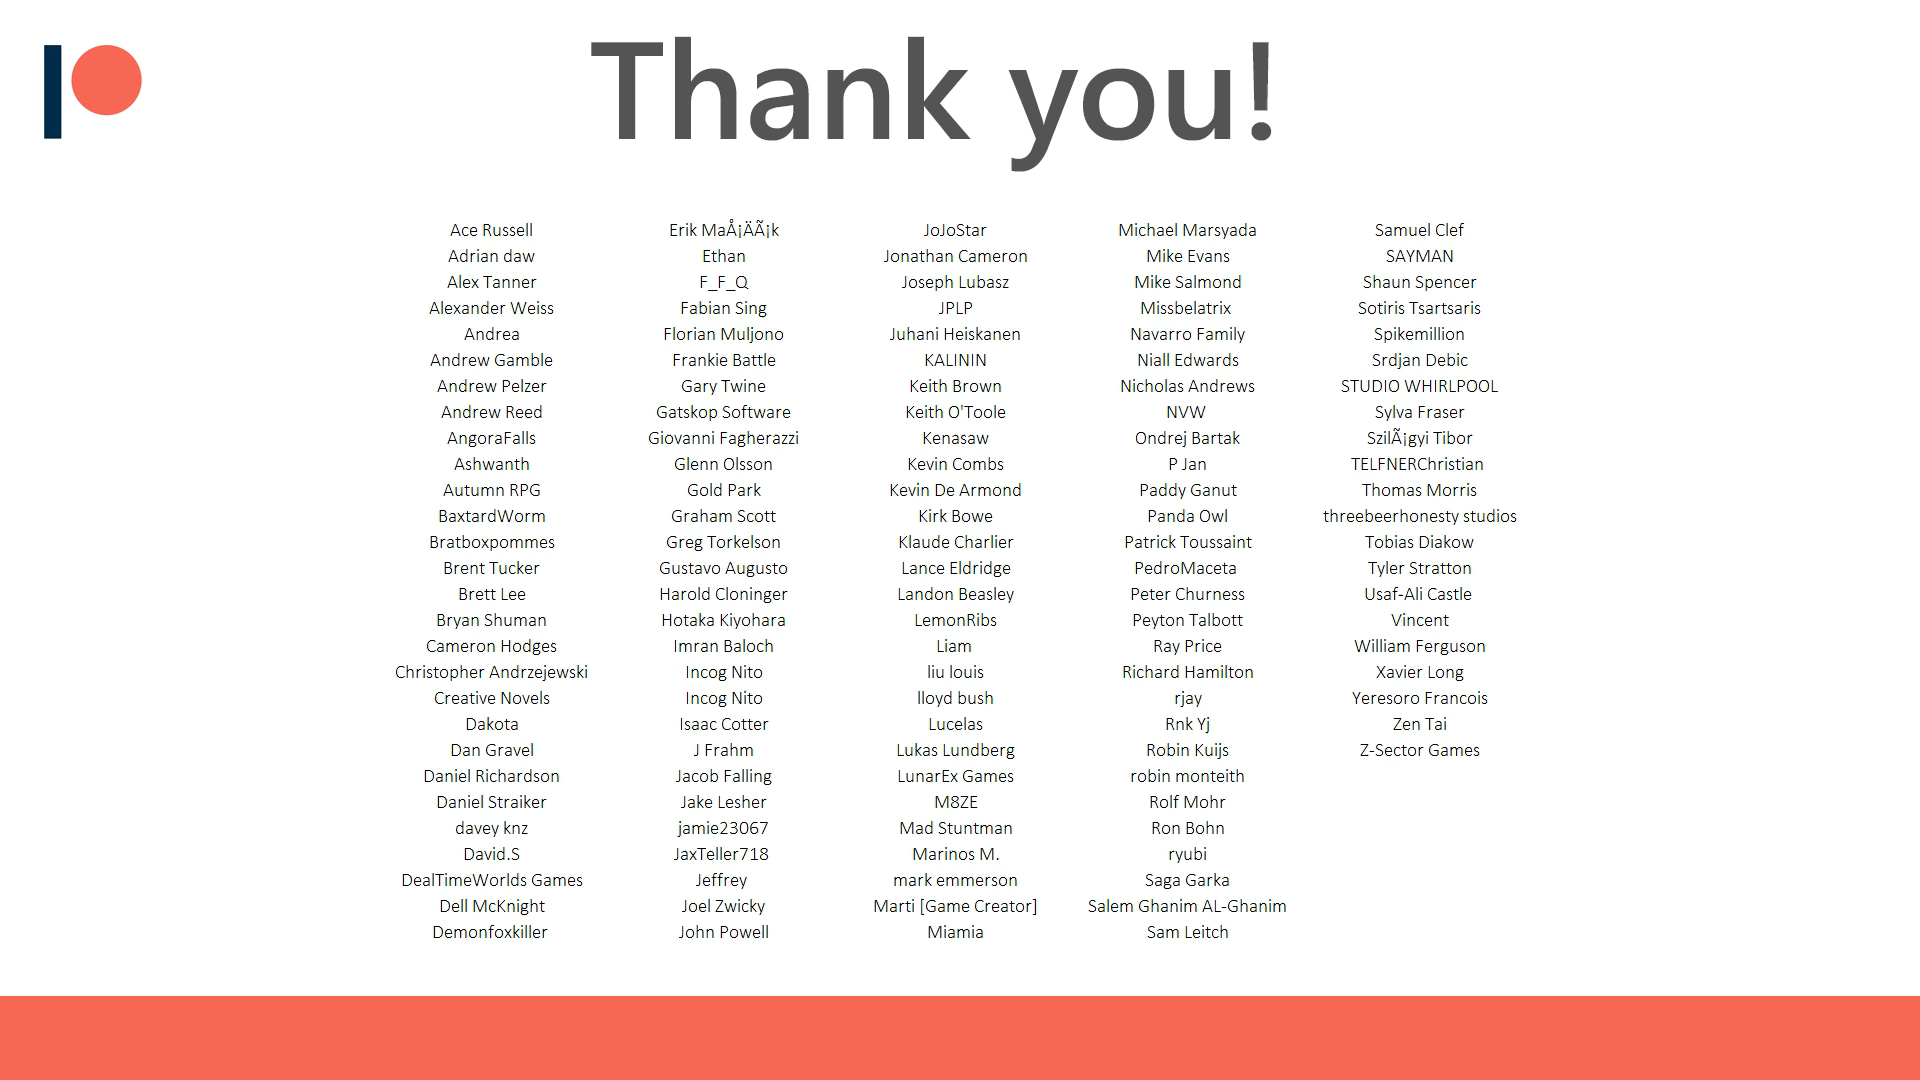 Thank you!
Ace Russell
Adrian daw
Alex Tanner
Alexander Weiss
Andrea
Andrew Gamble
Andrew Pelzer
Andrew Reed
AngoraFalls
Ashwanth
Autumn RPG
BaxtardWorm
Bratboxpommes
Brent Tucker
Brett Lee
Bryan Shuman
Cameron Hodges
Christopher Andrzejewski
Creative Novels
Dakota
Dan Gravel
Daniel Richardson
Daniel Straiker
davey knz
David.S
DealTimeWorlds Games
Dell McKnight
Demonfoxkiller
Erik MaÅ¡ÄÃ¡k
Ethan
F_F_Q
Fabian Sing
Florian Muljono
Frankie Battle
Gary Twine
Gatskop Software
Giovanni Fagherazzi
Glenn Olsson
Gold Park
Graham Scott
Greg Torkelson
Gustavo Augusto
Harold Cloninger
Hotaka Kiyohara
Imran Baloch
Incog Nito
Incog Nito
Isaac Cotter
J Frahm
Jacob Falling
Jake Lesher
jamie23067
JaxTeller718
Jeffrey
Joel Zwicky
John Powell
JoJoStar
Jonathan Cameron
Joseph Lubasz
JPLP
Juhani Heiskanen
KALININ
Keith Brown
Keith O'Toole
Kenasaw
Kevin Combs
Kevin De Armond
Kirk Bowe
Klaude Charlier
Lance Eldridge
Landon Beasley
LemonRibs
Liam
liu louis
lloyd bush
Lucelas
Lukas Lundberg
LunarEx Games
M8ZE
Mad Stuntman
Marinos M.
mark emmerson
Marti [Game Creator]
Miamia
Michael Marsyada
Mike Evans
Mike Salmond
Missbelatrix
Navarro Family
Niall Edwards
Nicholas Andrews
NVW
Ondrej Bartak
P Jan
Paddy Ganut
Panda Owl
Patrick Toussaint
PedroMaceta
Peter Churness
Peyton Talbott
Ray Price
Richard Hamilton
rjay
Rnk Yj
Robin Kuijs
robin monteith
Rolf Mohr
Ron Bohn
ryubi
Saga Garka
Salem Ghanim AL-Ghanim
Sam Leitch
Samuel Clef
SAYMAN
Shaun Spencer
Sotiris Tsartsaris
Spikemillion
Srdjan Debic
STUDIO WHIRLPOOL
Sylva Fraser
SzilÃ¡gyi Tibor
TELFNERChristian
Thomas Morris
threebeerhonesty studios
Tobias Diakow
Tyler Stratton
Usaf-Ali Castle
Vincent
William Ferguson
Xavier Long
Yeresoro Francois
Zen Tai
Z-Sector Games